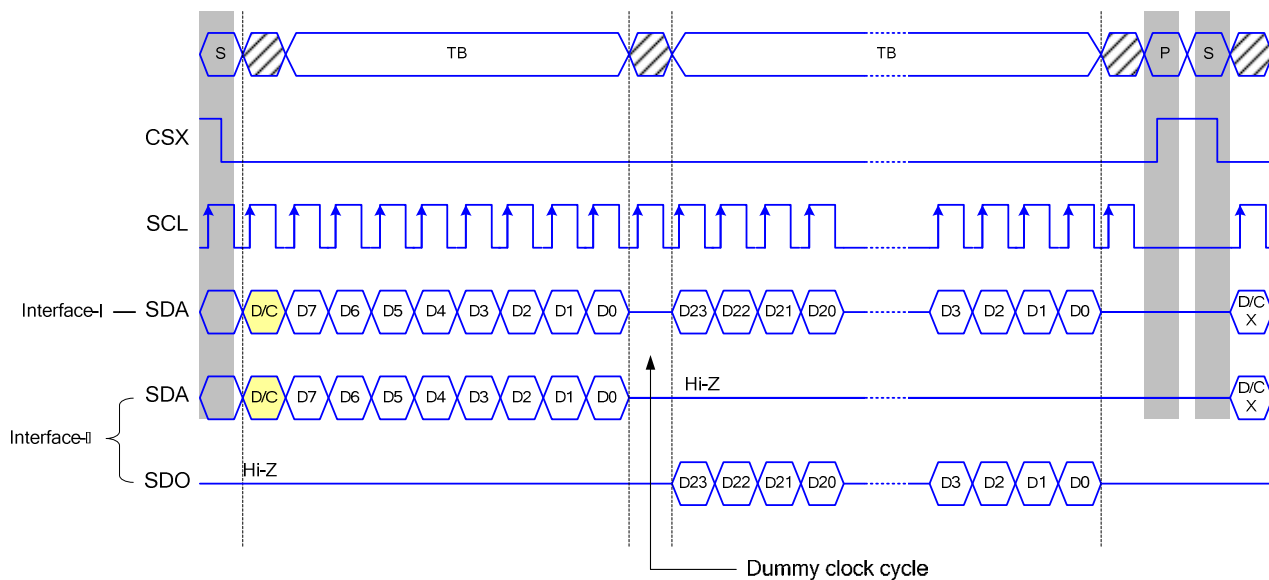 S TB TB P S
CSX
SCL
Interface-I SDA D/C D7 D6 D5 D4 D3 D2 D1 D0 D23 D22 D21 D20 D3 D2 D1 D0 D/C X
Hi-Z
SDA D/C D7 D6 D5 D4 D3 D2 D1 D0 D/C X
Interface-
Hi-Z
SDO D23 D22 D21 D20 D3 D2 D1 D0
Dummy clock cycle